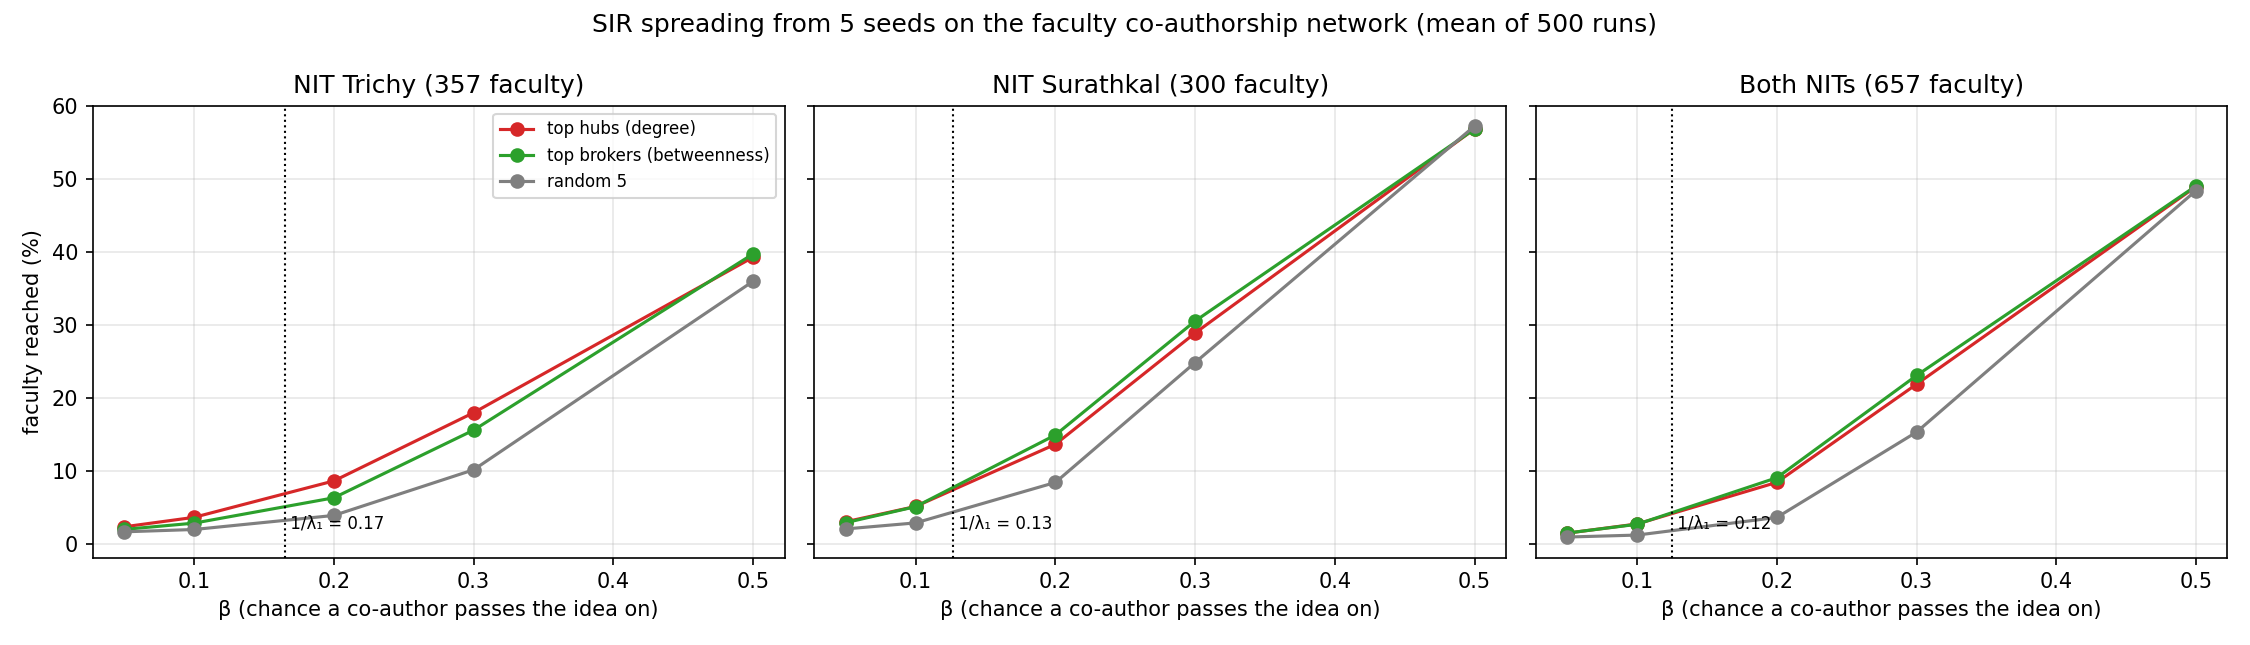 SIR spreading from 5 seeds on the faculty co-authorship network (mean of 500 runs)
NIT Trichy (357 faculty)
NIT Surathkal (300 faculty)
Both NITs (657 faculty)
faculty reached (%)
60
50
40
30
20
10
0
top hubs (degree)
top brokers (betweenness)
random 5
1/λ₁ = 0.17
0.1 0.2 0.3 0.4 0.5
β (chance a co-author passes the idea on)
1/λ₁ = 0.13
0.1 0.2 0.3 0.4 0.5
β (chance a co-author passes the idea on)
1/λ₁ = 0.12
0.1 0.2 0.3 0.4 0.5
β (chance a co-author passes the idea on)